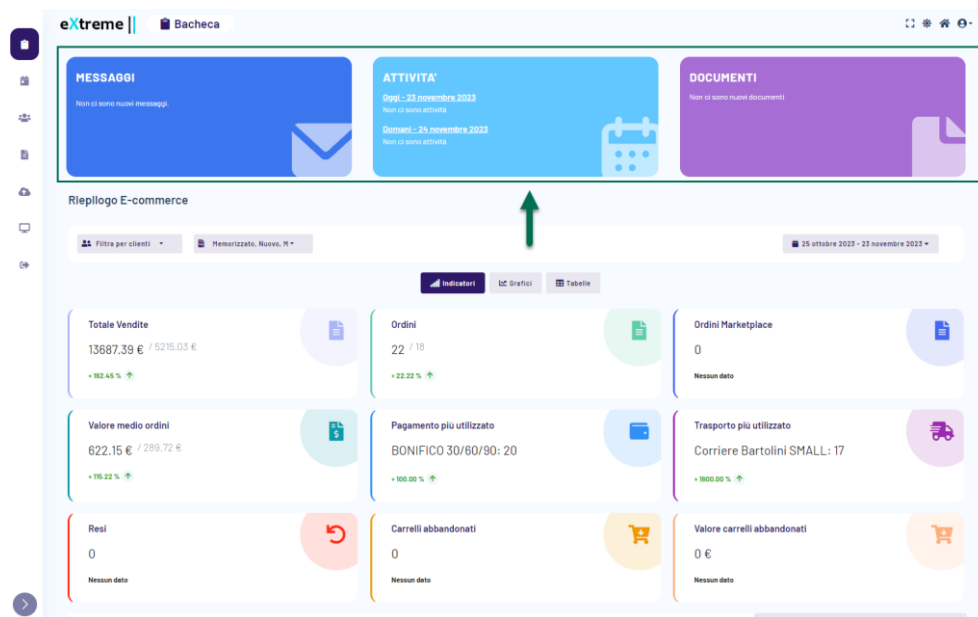 eXtreme ||
Bacheca
MESSAGGI
Non ci sono nuovi messaggi.
ATTIVITA'
Oggi - 23 novembre 2023
Non ci sono attività
Domani - 24 novembre 2023
Non ci sono attività
DOCUMENTI
Non ci sono nuovi documenti
Riepilogo E-commerce
Filtra per clienti
Memorizzato, Nuovo, M
25 ottobre 2023 - 23 novembre 2023
Indicatori
Grafici
Tabelle
Totale Vendite
13687.39 € / 5215.03 €
+ 162.45 %
Ordini
22 / 18
+ 22.22 %
Ordini Marketplace
0
Nessun dato
Valore medio ordini
622.15 € / 289.72 €
+ 115.22 %
Pagamento più utilizzato
BONIFICO 30/60/90: 20
+ 100.00 %
Trasporto più utilizzato
Corriere Bartolini SMALL: 17
+ 1600.00 %
Resi
0
Nessun dato
Carrelli abbandonati
0
Nessun dato
Valore carrelli abbandonati
0 €
Nessun dato